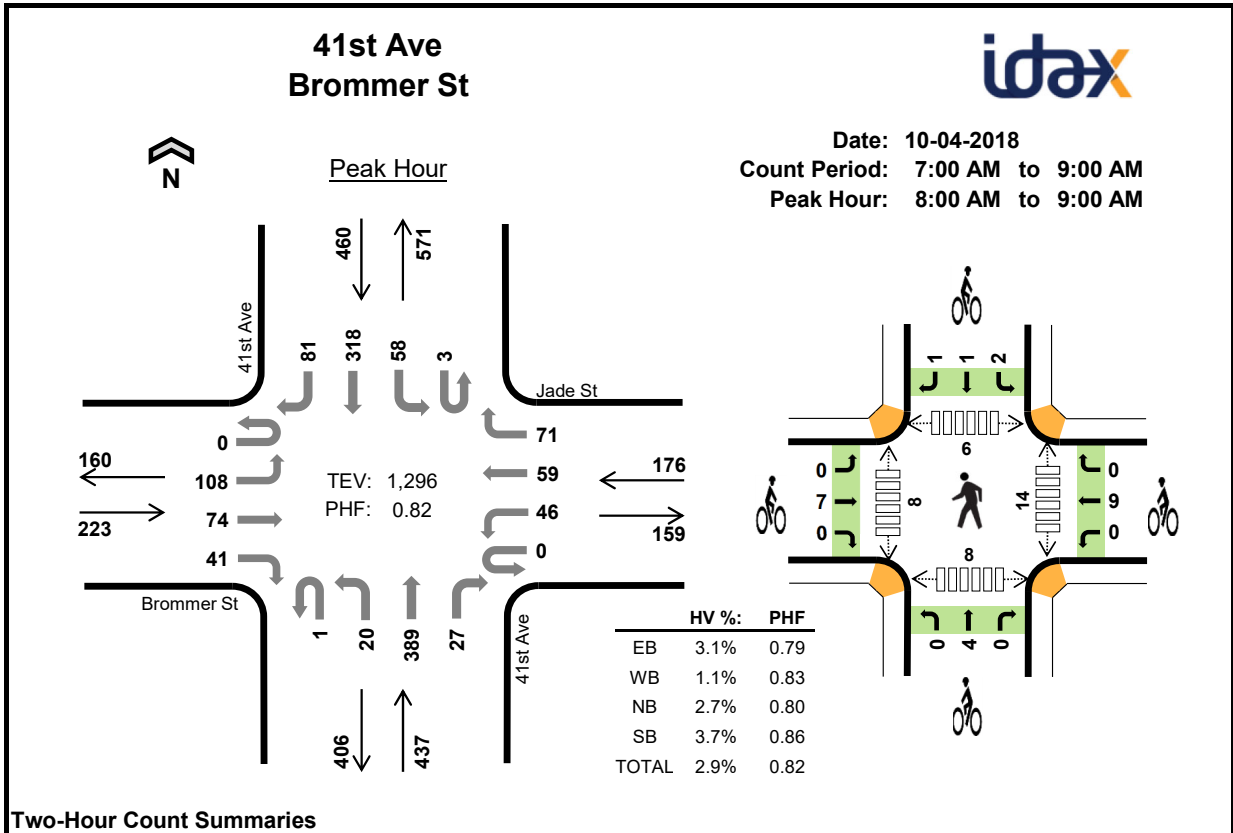 41st Ave
Brommer St
idax
Date: 10-04-2018
Count Period: 7:00 AM to 9:00 AM
Peak Hour: 8:00 AM to 9:00 AM
N
Peak Hour
460
571
41st Ave
81
318
58
3
Jade St
0
108
74
41
71
59
46
0
160
223
176
159
TEV: 1,296
PHF: 0.82
Brommer St
1
20
389
27
41st Ave
406
437
HV %: PHF
EB 3.1% 0.79
WB 1.1% 0.83
NB 2.7% 0.80
SB 3.7% 0.86
TOTAL 2.9% 0.82
1
1
2
6
0
7
0
8
14
0
9
0
8
0
4
0
Two-Hour Count Summaries